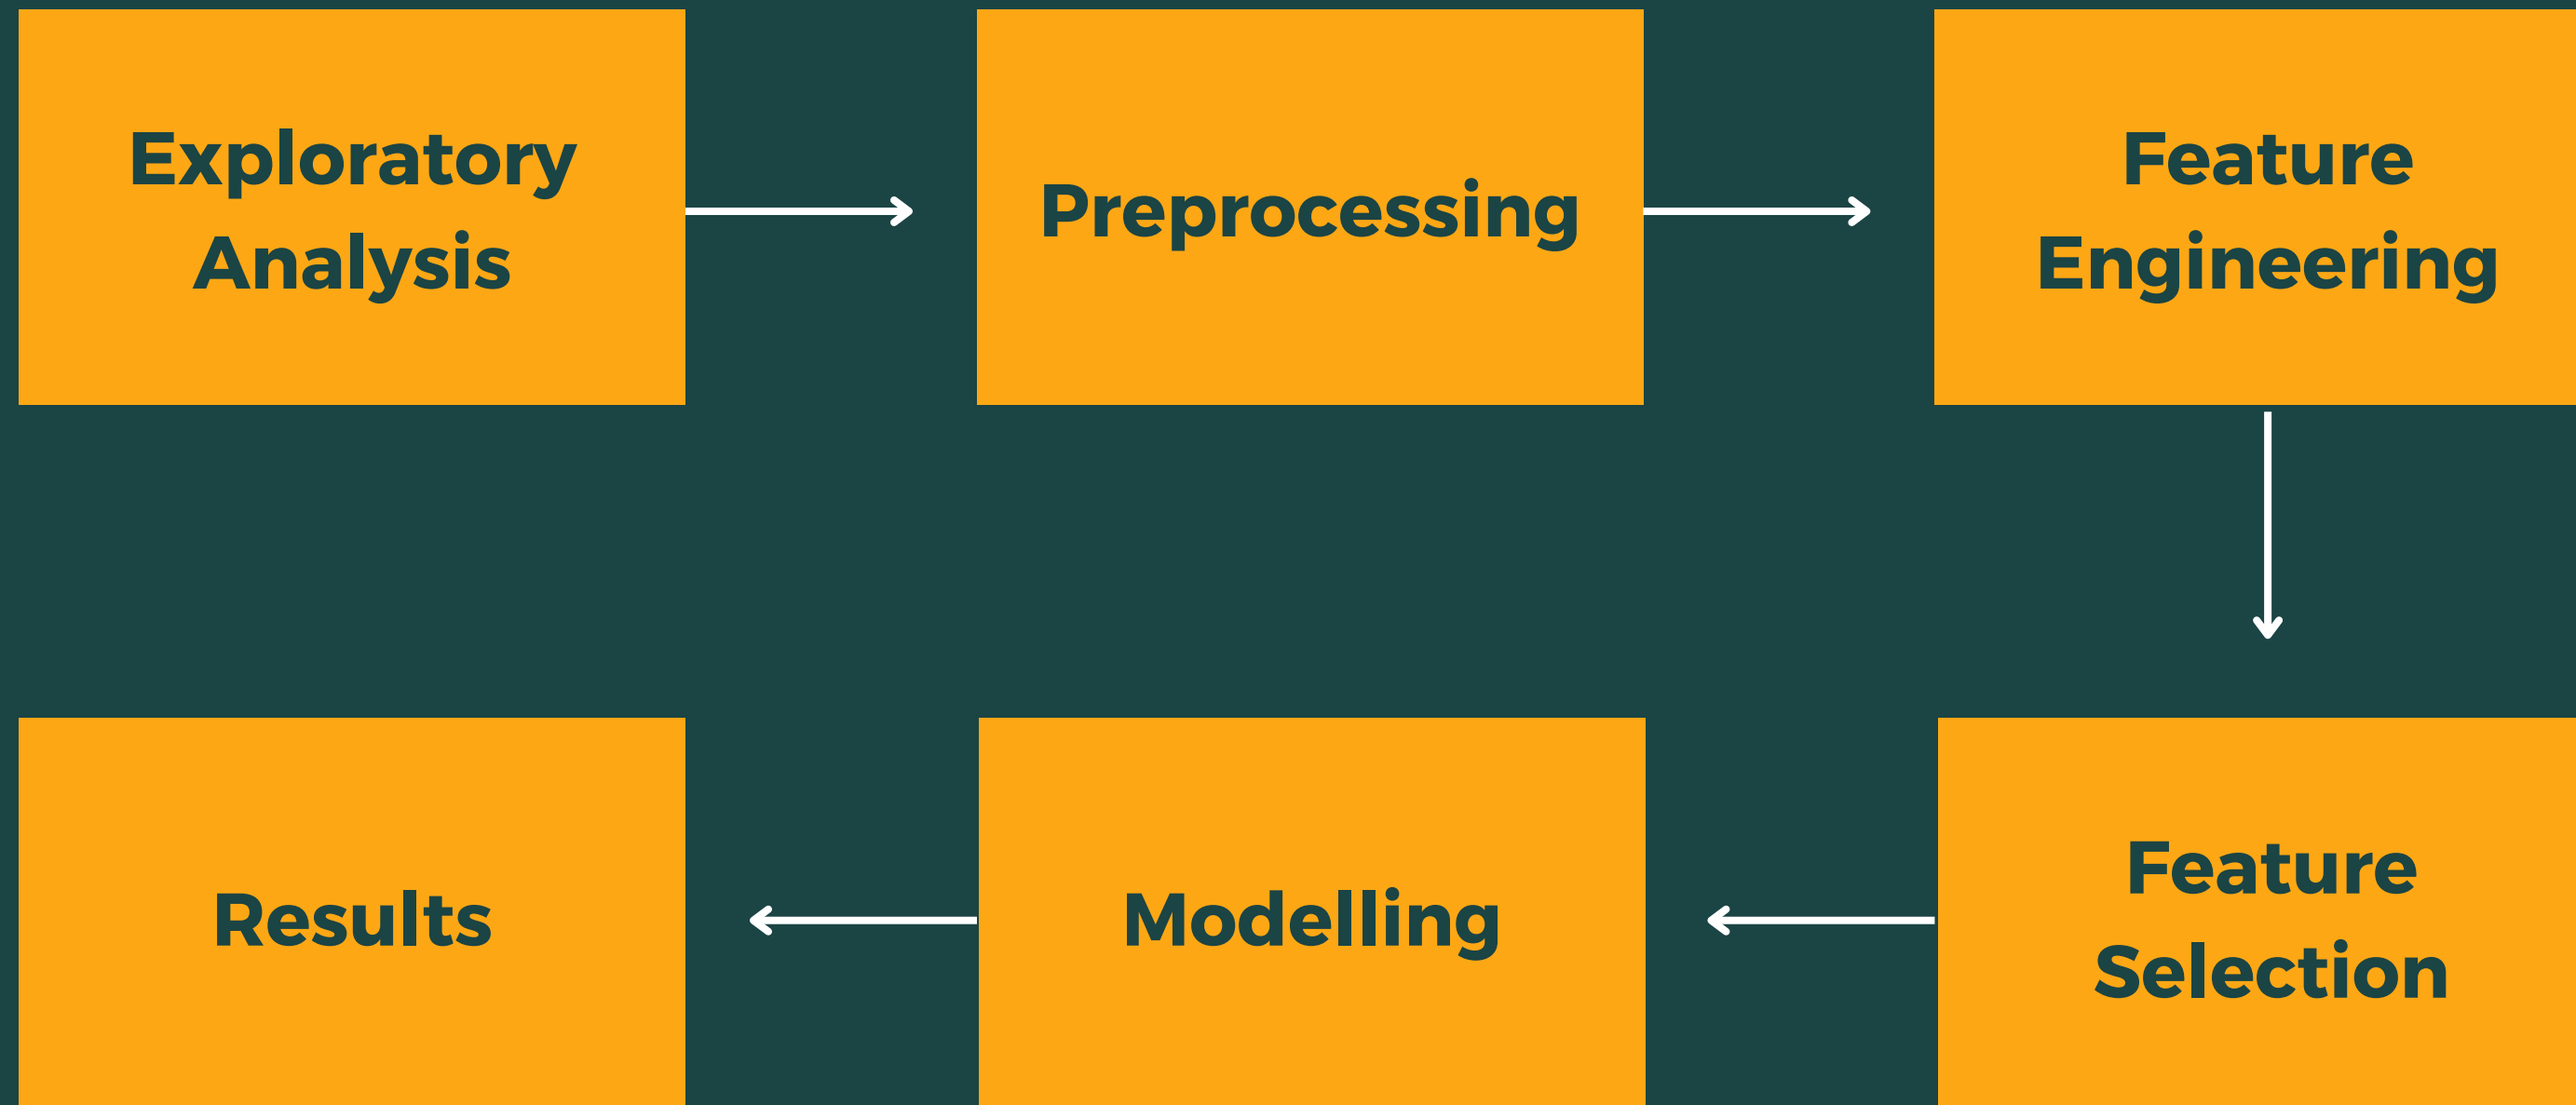 Exploratory
Analysis
Preprocessing
Feature
Engineering
Feature
Selection
Modelling
Results